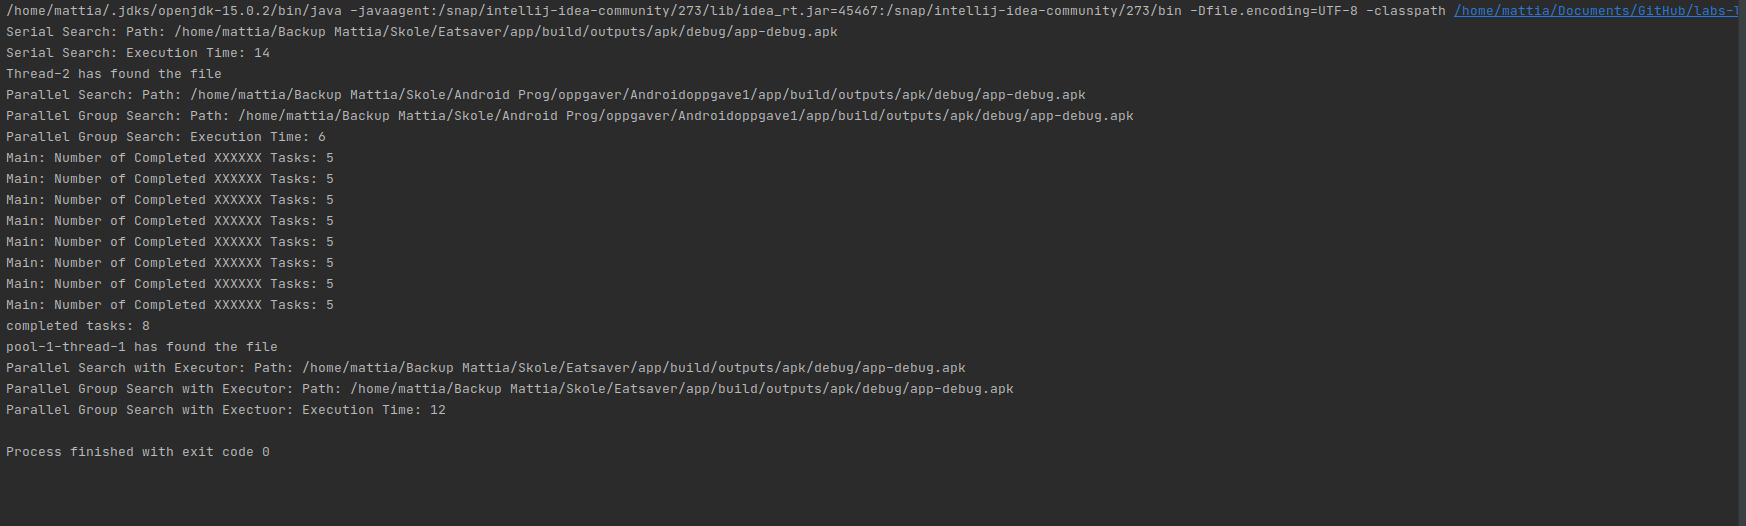 /home/mattia/.jdks/openjdk-15.0.2/bin/java -javaagent:/snap/intellij-idea-community/273/lib/idea_rt.jar=45467:/snap/intellij-idea-community/273/bin -Dfile.encoding=UTF-8 -classpath /home/mattia/Documents/GitHub/labs-T
Serial Search: Path: /home/mattia/Backup Mattia/Skole/Eatsaver/app/build/outputs/apk/debug/app-debug.apk
Serial Search: Execution Time: 14
Thread-2 has found the file
Parallel Search: Path: /home/mattia/Backup Mattia/Skole/Android Prog/oppgaver/Androidoppgave1/app/build/outputs/apk/debug/app-debug.apk
Parallel Group Search: Path: /home/mattia/Backup Mattia/Skole/Android Prog/oppgaver/Androidoppgave1/app/build/outputs/apk/debug/app-debug.apk
Parallel Group Search: Execution Time: 6
Main: Number of Completed XXXXXX Tasks: 5
Main: Number of Completed XXXXXX Tasks: 5
Main: Number of Completed XXXXXX Tasks: 5
Main: Number of Completed XXXXXX Tasks: 5
Main: Number of Completed XXXXXX Tasks: 5
Main: Number of Completed XXXXXX Tasks: 5
Main: Number of Completed XXXXXX Tasks: 5
Main: Number of Completed XXXXXX Tasks: 5
completed tasks: 8
pool-1-thread-1 has found the file
Parallel Search with Executor: Path: /home/mattia/Backup Mattia/Skole/Eatsaver/app/build/outputs/apk/debug/app-debug.apk
Parallel Group Search with Executor: Path: /home/mattia/Backup Mattia/Skole/Eatsaver/app/build/outputs/apk/debug/app-debug.apk
Parallel Group Search with Exectuor: Execution Time: 12
Process finished with exit code 0